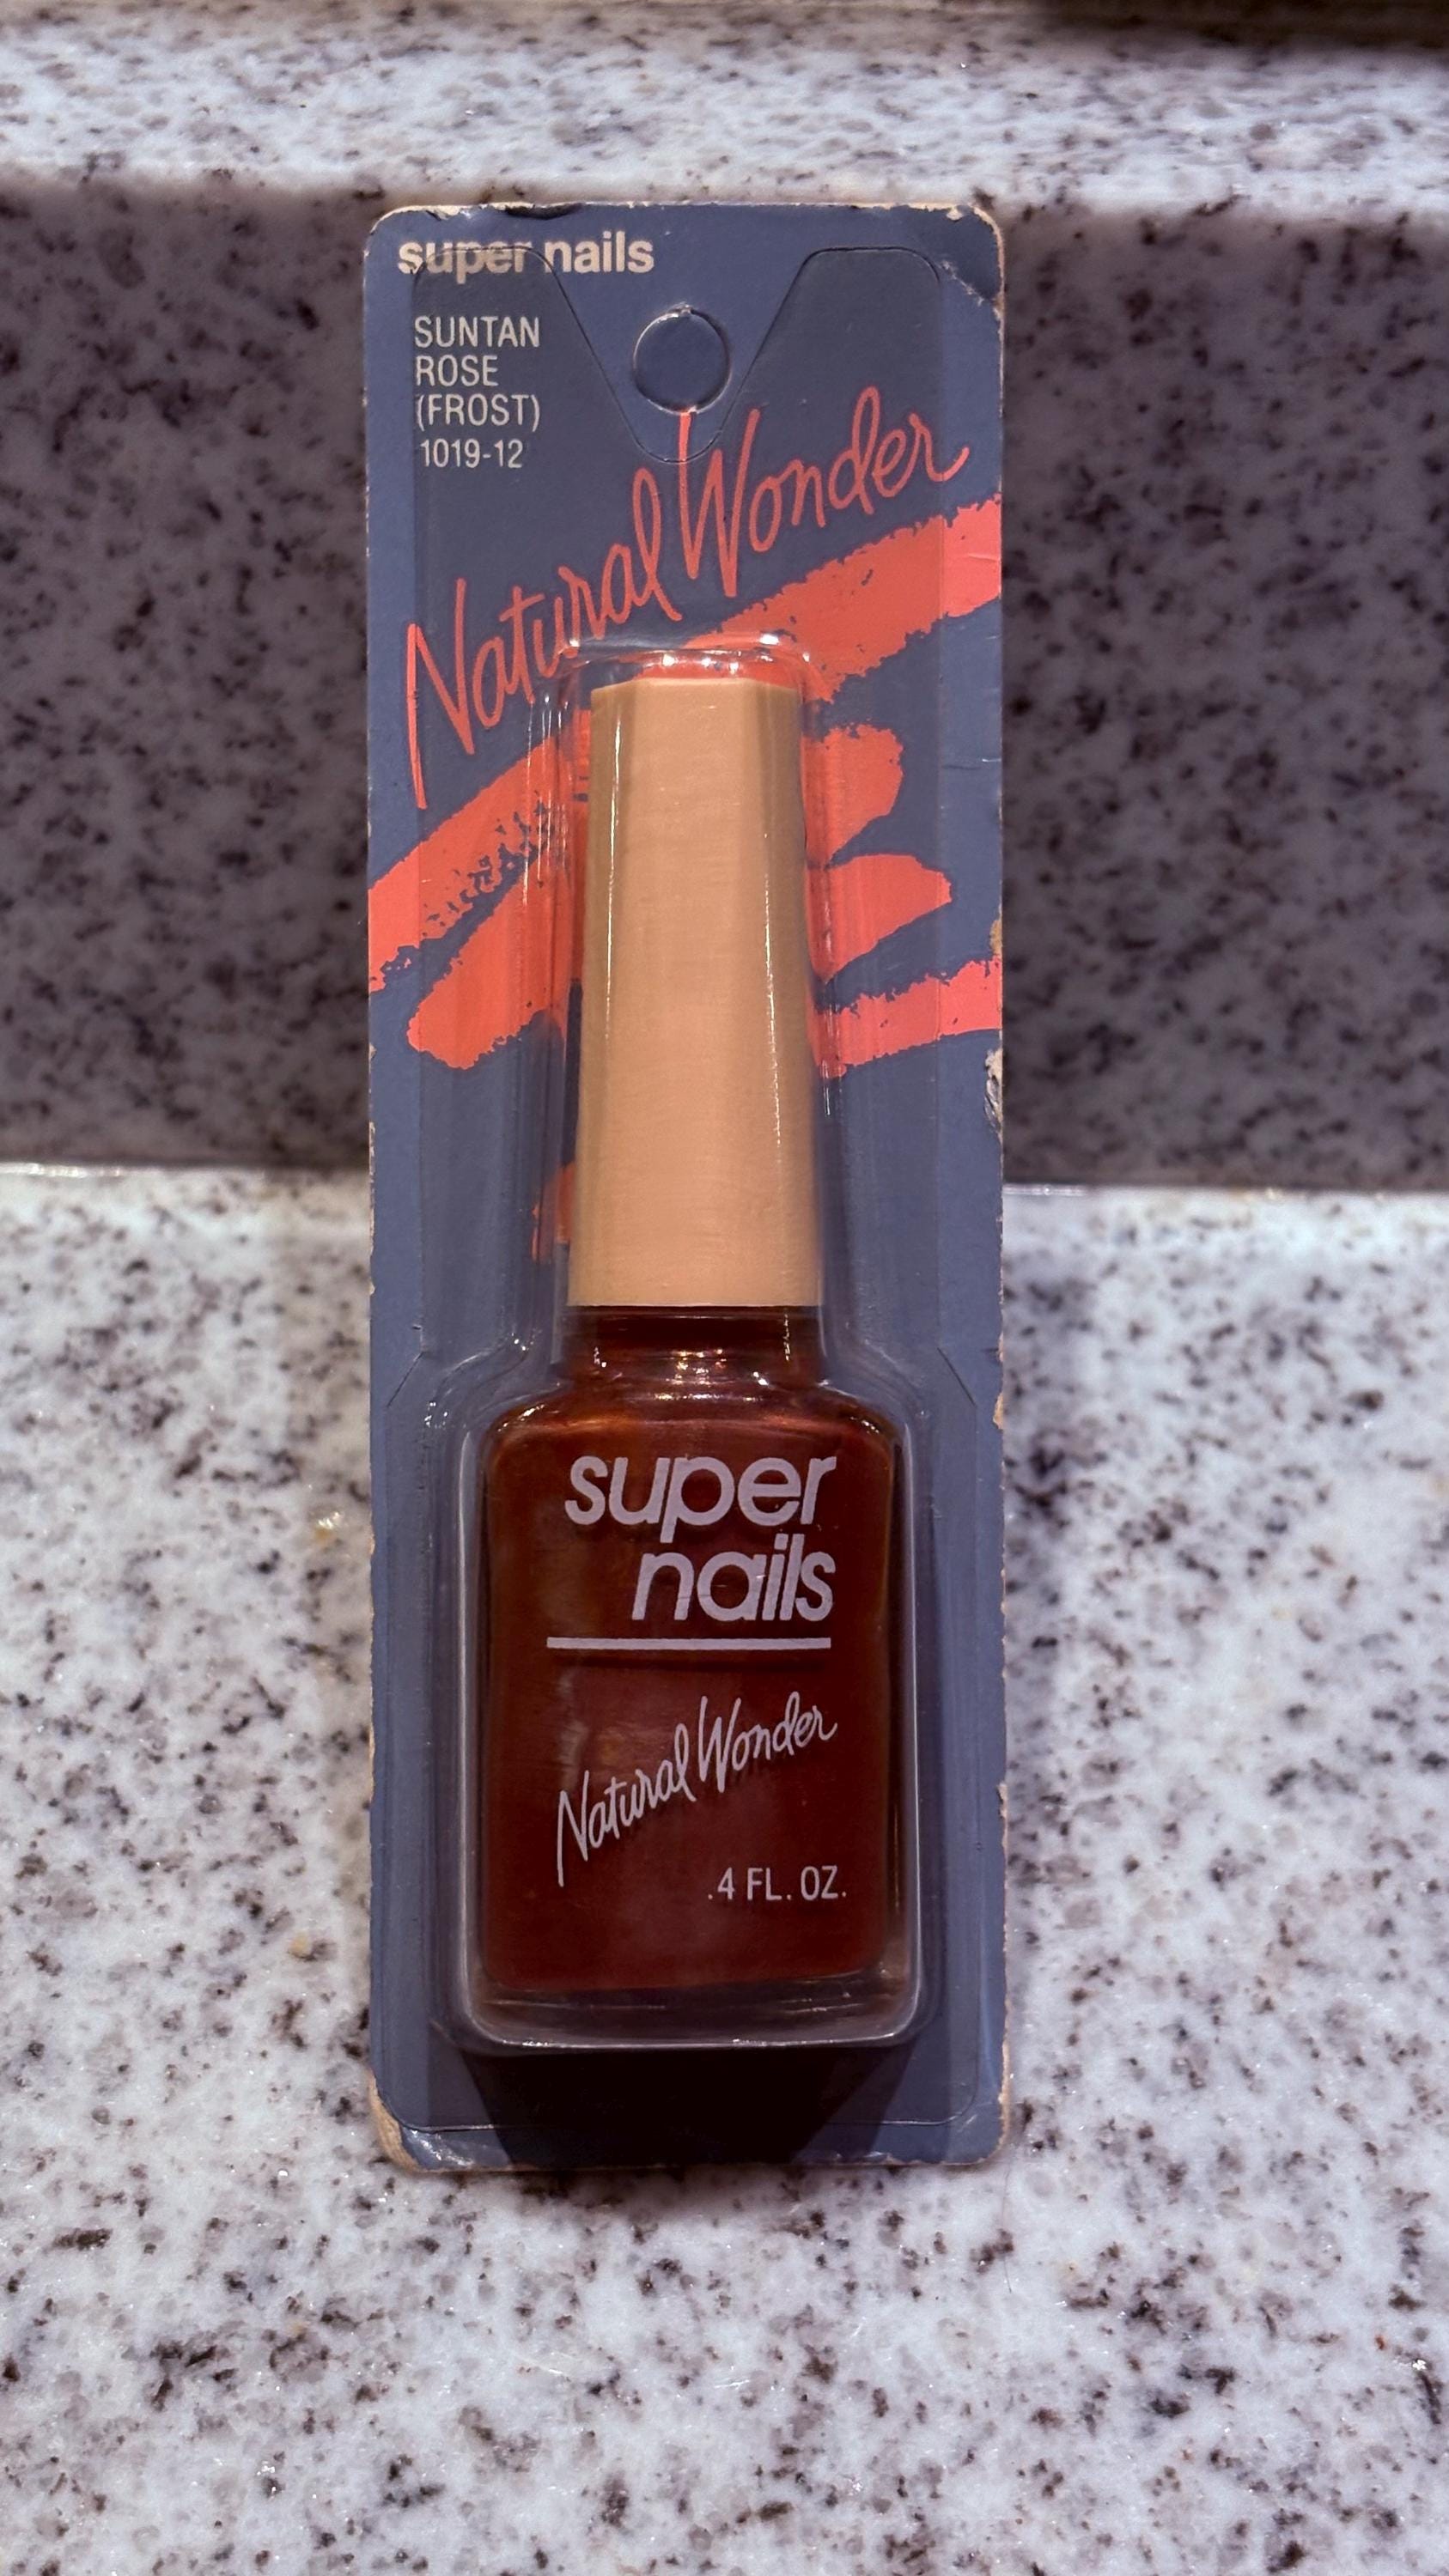 super nails
SUNTAN
ROSE
(FROST)
1019-12
Natural Wonder
super
nails
Natural Wonder
.4 FL. OZ.